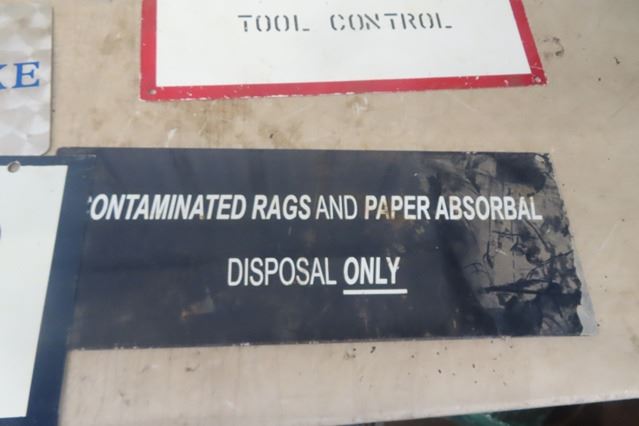 TOOL CONTROL
KE
ONTAMINATED RAGS AND PAPER ABSORBAL
DISPOSAL ONLY